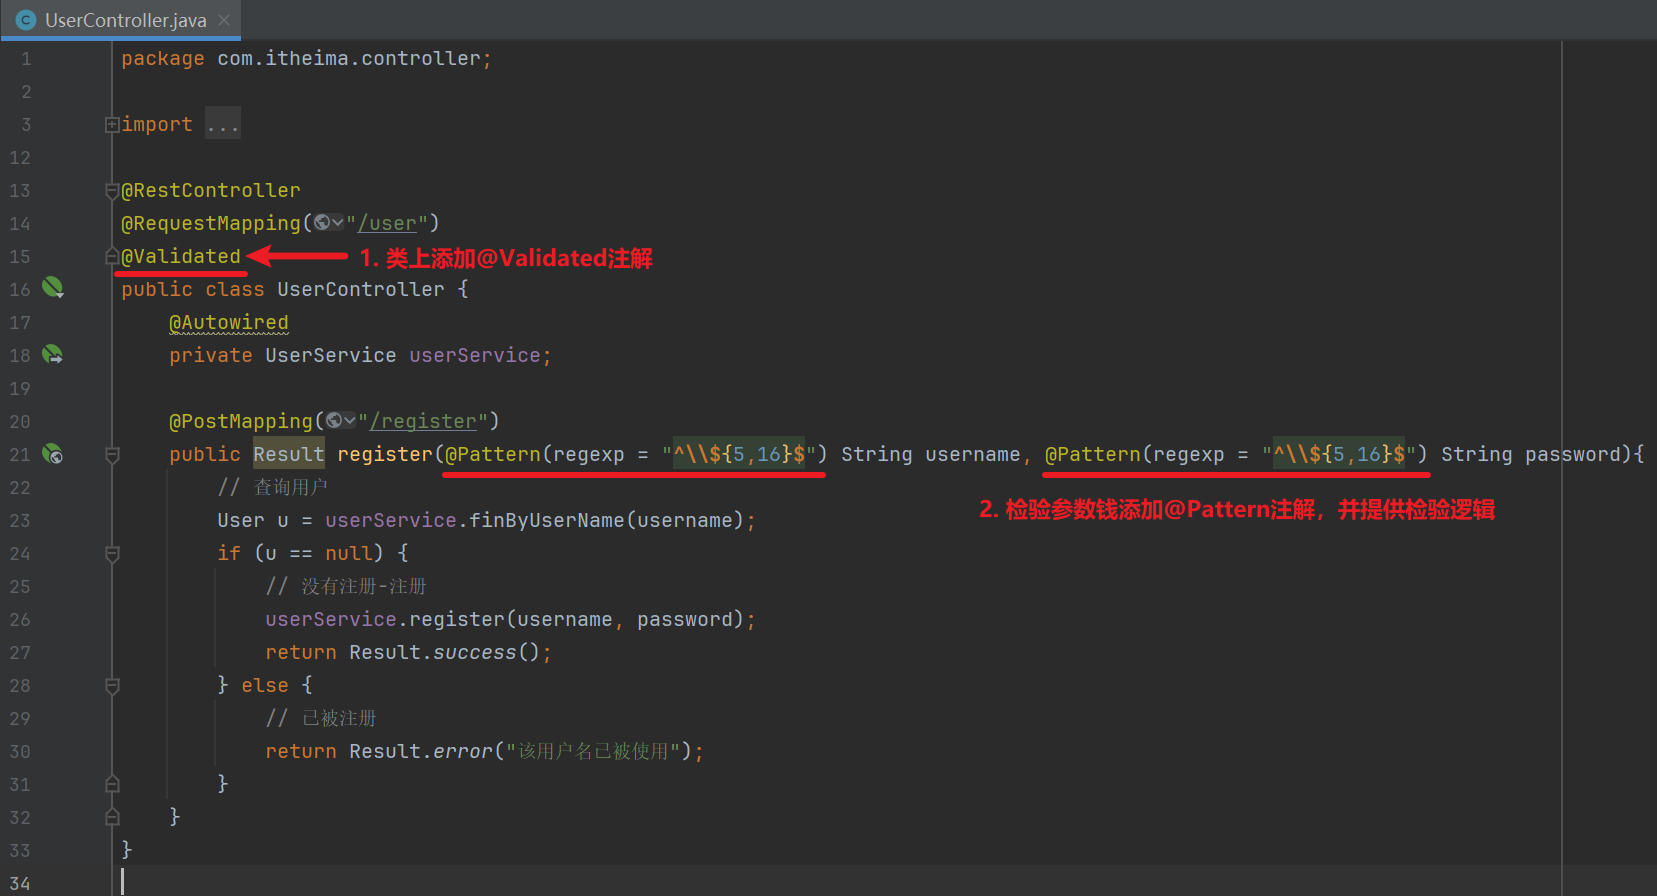 UserController.java
1 package com.itheima.controller;
2
3 import ...
12
13 @RestController
14 @RequestMapping("/user")
15 @Validated 1. 类上添加@Validated注解
16 public class UserController {
17 @Autowired
18 private UserService userService;
19
20 @PostMapping("/register")
21 public Result register(@Pattern(regexp = "^\\${5,16}$") String username, @Pattern(regexp = "^\\${5,16}$") String password){
22 // 查询用户
2. 检验参数钱添加@Pattern注解，并提供检验逻辑
23 User u = userService.finByUserName(username);
24 if (u == null) {
25 // 没有注册-注册
26 userService.register(username, password);
27 return Result.success();
28 } else {
29 // 已被注册
30 return Result.error("该用户名已被使用");
31 }
32 }
33 }
34